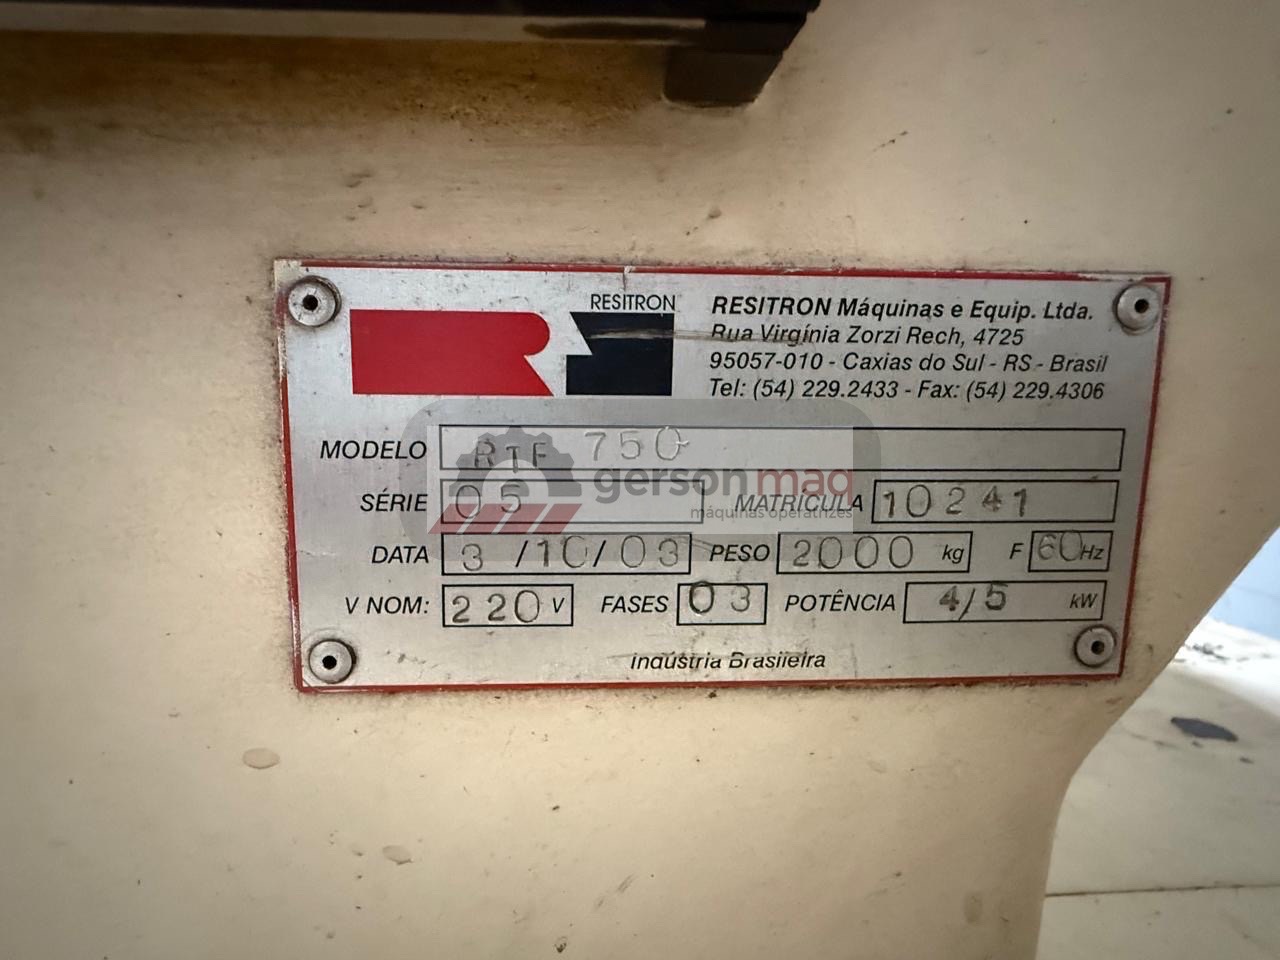 RESITRON
RESITRON Máquinas e Equip. Ltda.
Rua Virgínia Zorzi Rech, 4725
95057-010 - Caxias do Sul - RS - Brasil
Tel: (54) 229.2433 - Fax: (54) 229.4306
MODELO RTF 750
gersonmaq
máquinas operatrizes
SÉRIE 05 MATRÍCULA 10241
DATA 3/10/03 PESO 2000 kg F 60 Hz
V NOM: 220 V FASES 03 POTÊNCIA 4/5 kW
Indústria Brasileira